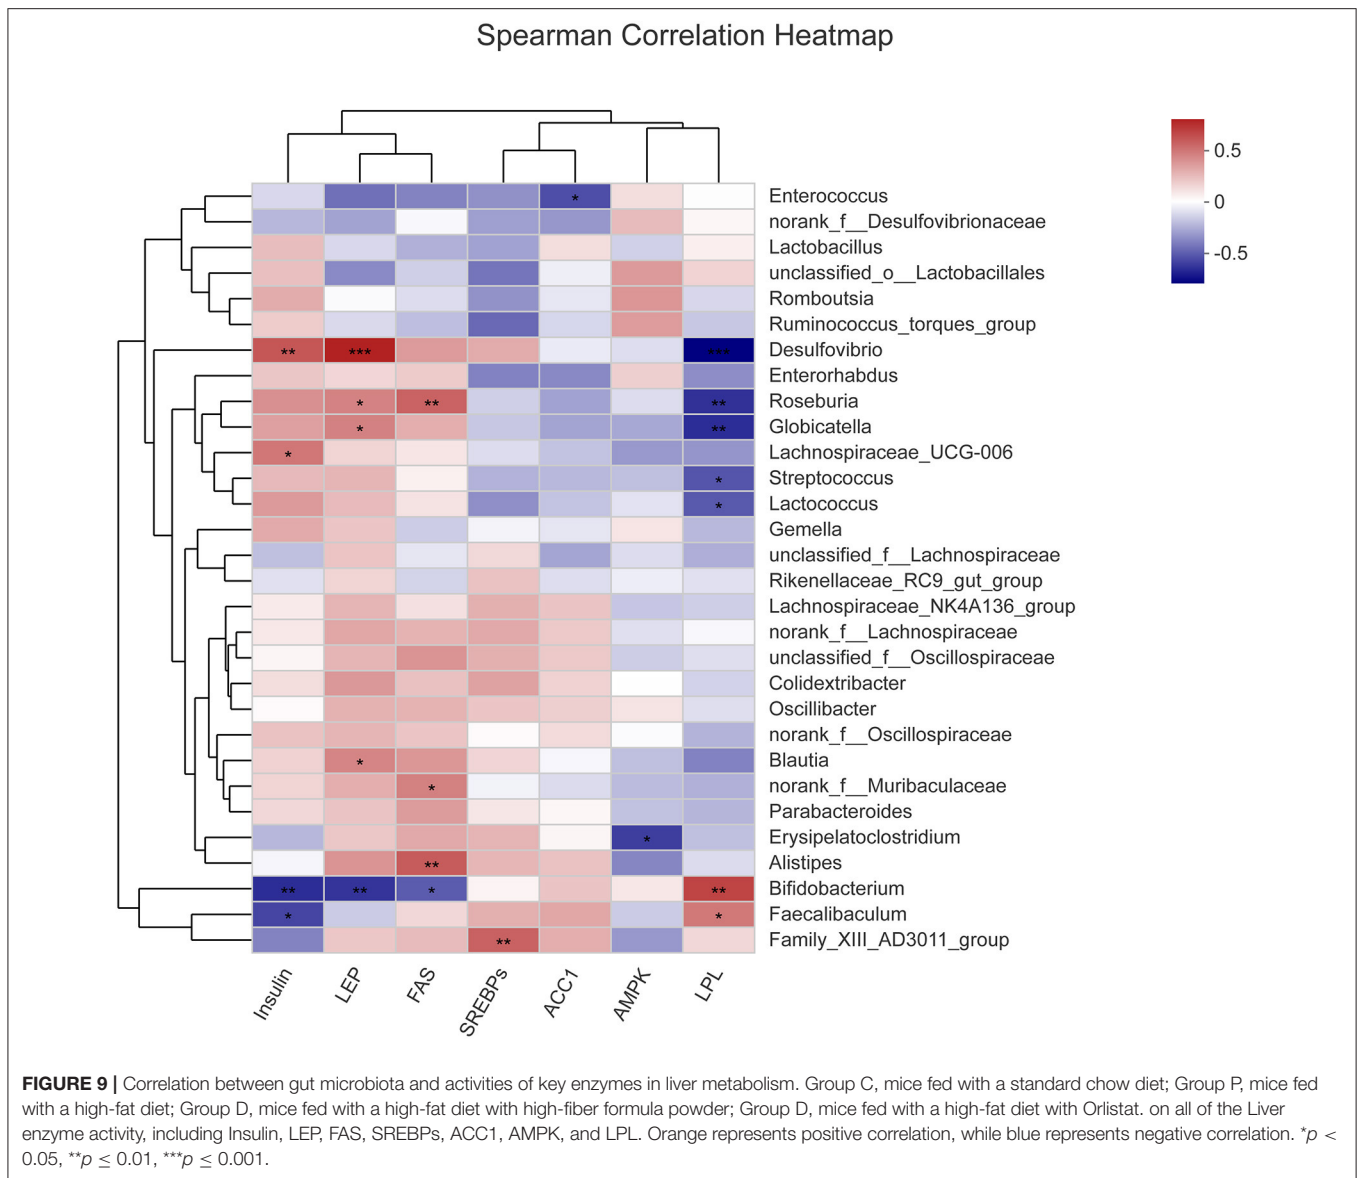 Spearman Correlation Heatmap
0.5
0
-0.5
* Enterococcus
norank_f__Desulfovibrionaceae
Lactobacillus
unclassified_o__Lactobacillales
Romboutsia
Ruminococcus_torques_group
** *** *** Desulfovibrio
Enterorhabdus
* ** ** Roseburia
* ** Globicatella
* Lachnospiraceae_UCG-006
* Streptococcus
* Lactococcus
Gemella
unclassified_f__Lachnospiraceae
Rikenellaceae_RC9_gut_group
Lachnospiraceae_NK4A136_group
norank_f__Lachnospiraceae
unclassified_f__Oscillospiraceae
Colidextribacter
Oscillibacter
norank_f__Oscillospiraceae
* Blautia
* norank_f__Muribaculaceae
Parabacteroides
* Erysipelatoclostridium
** Alistipes
** ** * ** Bifidobacterium
* * Faecalibaculum
** Family_XIII_AD3011_group
Insulin LEP FAS SREBPs ACC1 AMPK LPL
FIGURE 9 | Correlation between gut microbiota and activities of key enzymes in liver metabolism. Group C, mice fed with a standard chow diet; Group P, mice fed
with a high-fat diet; Group D, mice fed with a high-fat diet with high-fiber formula powder; Group D, mice fed with a high-fat diet with Orlistat. on all of the Liver
enzyme activity, including Insulin, LEP, FAS, SREBPs, ACC1, AMPK, and LPL. Orange represents positive correlation, while blue represents negative correlation. *p <
0.05, **p ≤ 0.01, ***p ≤ 0.001.